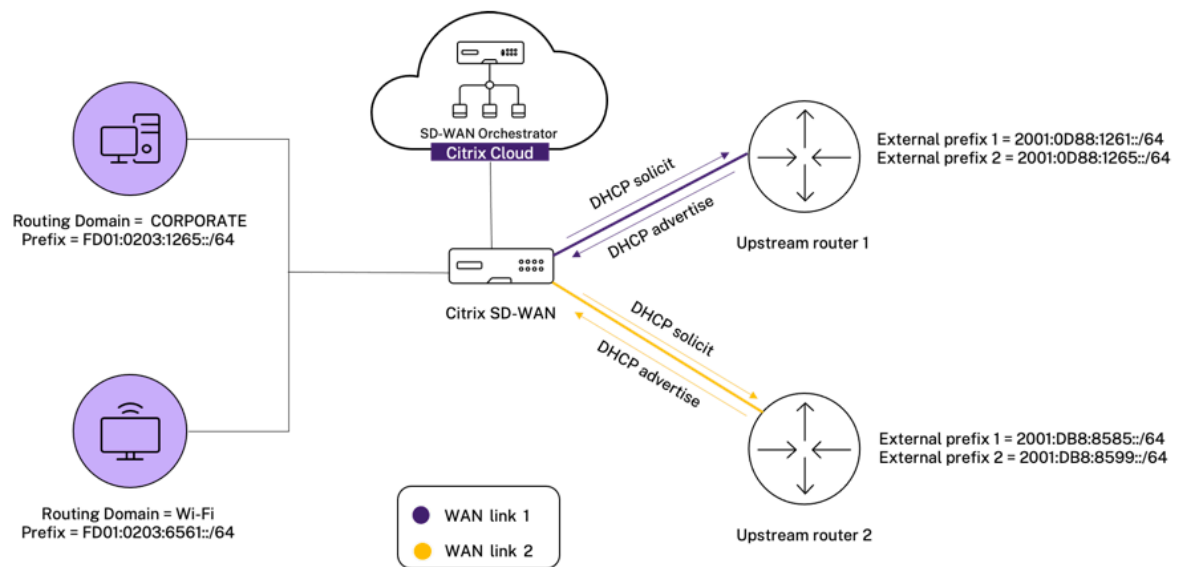 SD-WAN Orchestrator
Citrix Cloud
Routing Domain = CORPORATE
Prefix = FD01:0203:1265::/64
Citrix SD-WAN
DHCP solicit
DHCP advertise
External prefix 1 = 2001:0D88:1261::/64
External prefix 2 = 2001:0D88:1265::/64
Upstream router 1
DHCP solicit
DHCP advertise
External prefix 1 = 2001:DB8:8585::/64
External prefix 2 = 2001:DB8:8599::/64
Upstream router 2
Routing Domain = Wi-Fi
Prefix = FD01:0203:6561::/64
WAN link 1
WAN link 2